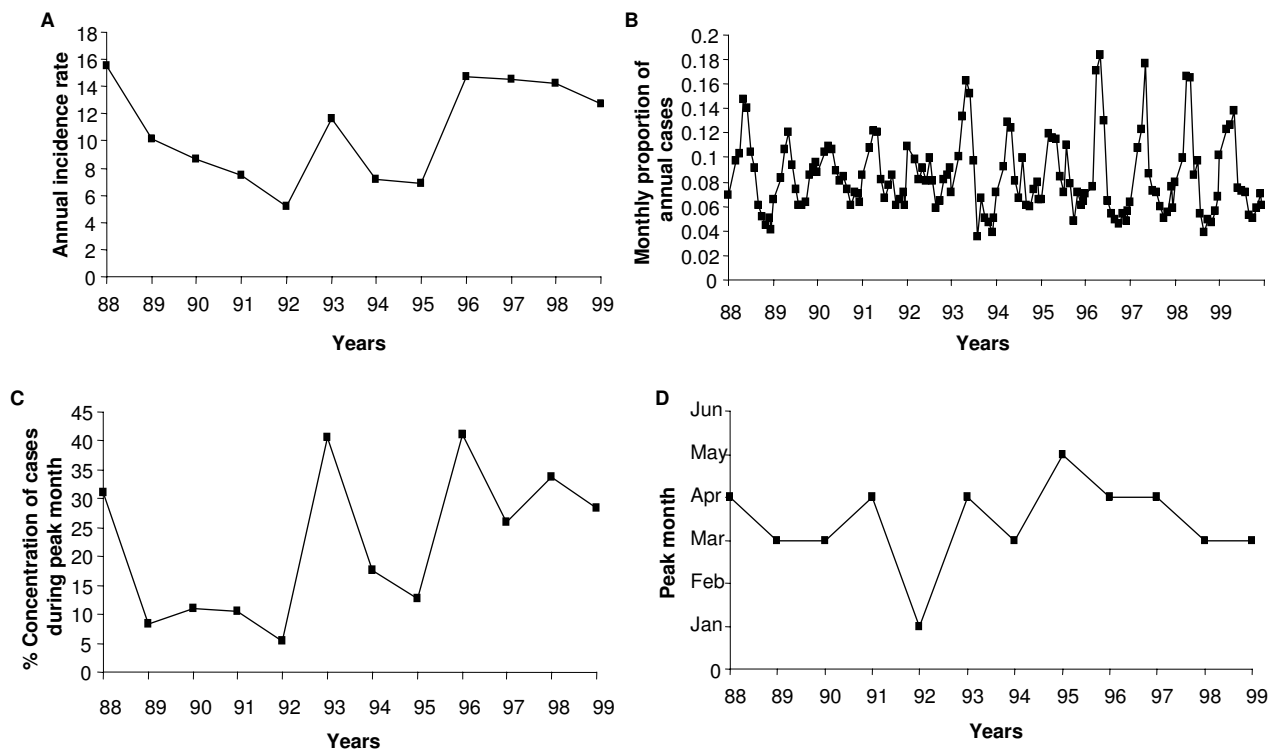 A
Annual incidence rate
18
16
14
12
10
8
6
4
2
0
88 89 90 91 92 93 94 95 96 97 98 99
Years
B
Monthly proportion of
annual cases
0.2
0.18
0.16
0.14
0.12
0.1
0.08
0.06
0.04
0.02
0
88 89 90 91 92 93 94 95 96 97 98 99
Years
C
% Concentration of cases
during peak month
45
40
35
30
25
20
15
10
5
0
88 89 90 91 92 93 94 95 96 97 98 99
Years
D
Peak month
Jun
May
Apr
Mar
Feb
Jan
0
88 89 90 91 92 93 94 95 96 97 98 99
Years